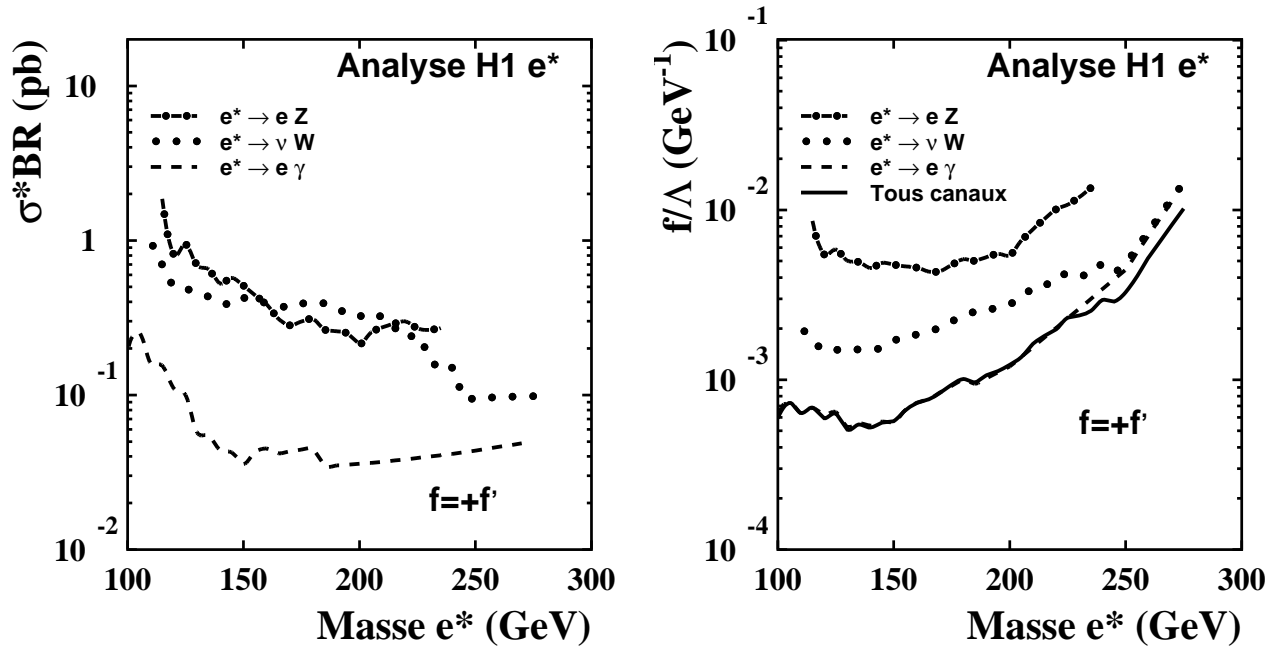 Analyse H1 e*
σ*BR (pb)
e* → e Z
e* → ν W
e* → e γ
f=+f'
10
1
10 -1
10 -2
100 150 200 250 300
Masse e* (GeV)
Analyse H1 e*
f/Λ (GeV-1)
e* → e Z
e* → ν W
e* → e γ
Tous canaux
f=+f'
10 -1
10 -2
10 -3
10 -4
100 150 200 250 300
Masse e* (GeV)